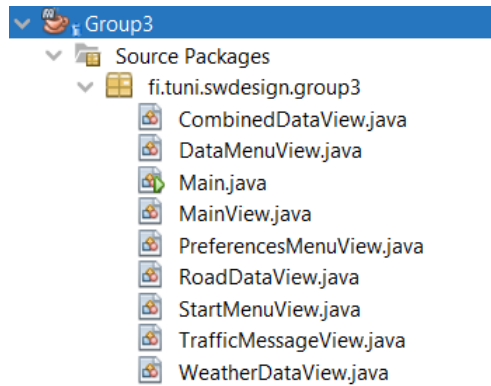 Group3
Source Packages
fi.tuni.swdesign.group3
CombinedDataView.java
DataMenuView.java
Main.java
MainView.java
PreferencesMenuView.java
RoadDataView.java
StartMenuView.java
TrafficMessageView.java
WeatherDataView.java